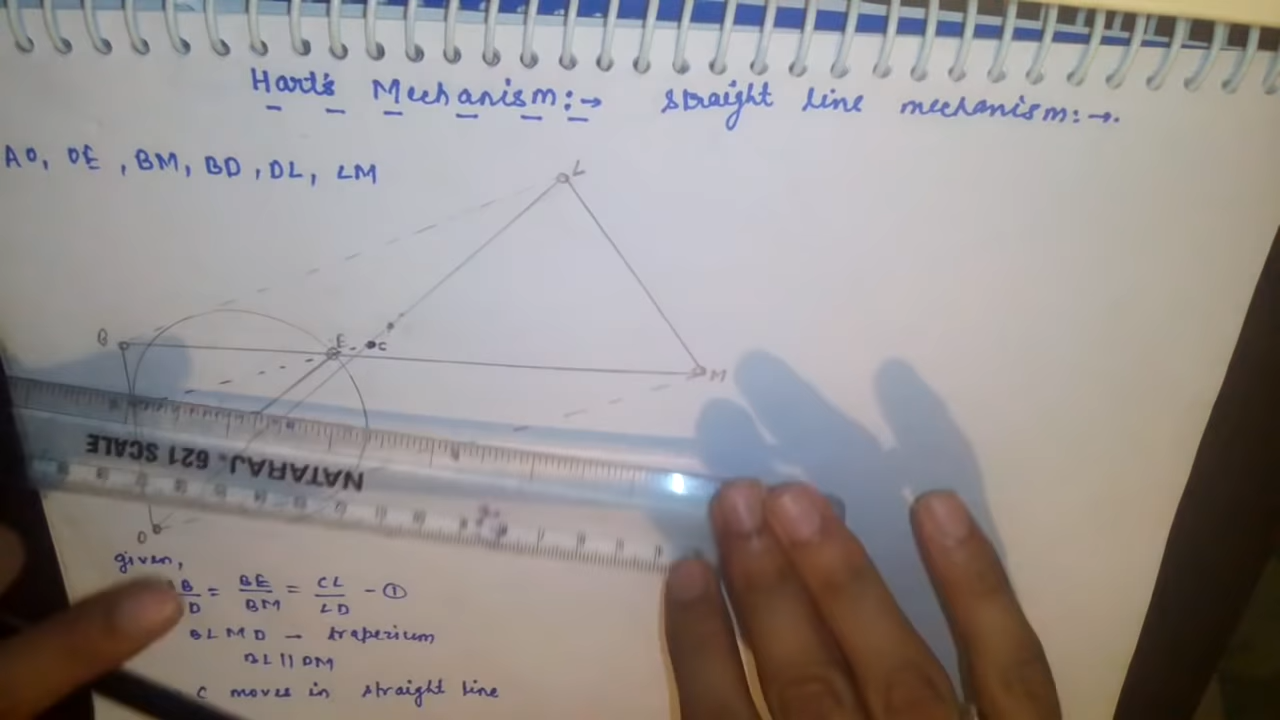 Hart's Mechanism:→ straight line mechanism:→.
AO, OE, BM, BD, DL, LM
L
B
E
C
M
NATARAJ. 621 SCALE
O
given,
B/D = BE/BM = CL/LD - ①
BLMD - trapezium
BL || DM
C moves in straight line